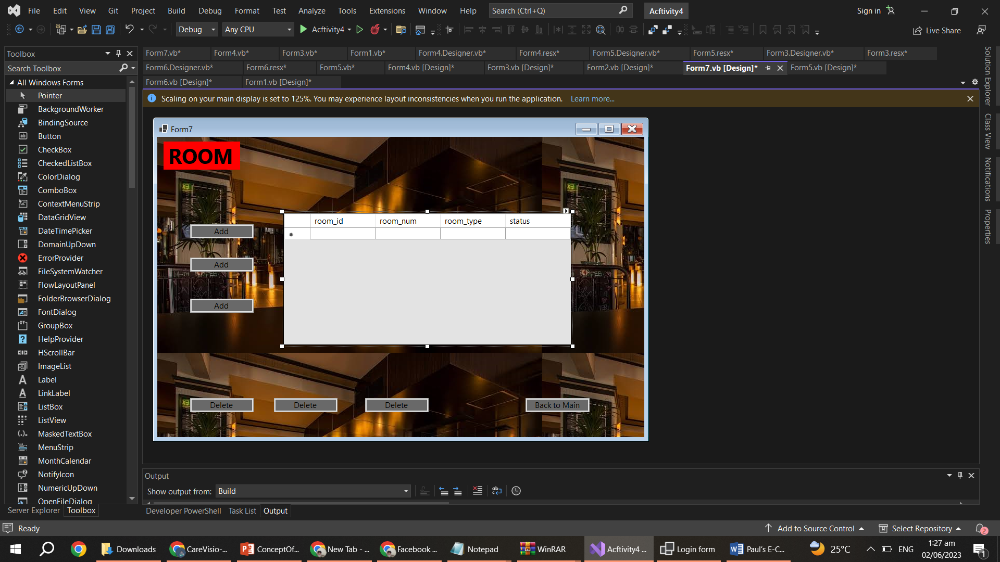 File Edit View Git Project Build Debug Format Test Analyze Tools Extensions Window Help Search (Ctrl+Q) Acftivity4 Sign in
Debug Any CPU Acftivity4 Live Share
Toolbox
Form7.vb* Form4.vb* Form3.vb* Form1.vb* Form4.Designer.vb* Form4.resx* Form5.Designer.vb* Form5.resx* Form3.Designer.vb* Form3.resx*
Form6.Designer.vb* Form6.resx* Form5.vb* Form4.vb [Design]* Form3.vb [Design]* Form2.vb [Design]* Form7.vb [Design]* Form5.vb [Design]*
Form6.vb [Design]* Form1.vb [Design]*
Scaling on your main display is set to 125%. You may experience layout inconsistencies when you run the application. Learn more...
Search Toolbox
All Windows Forms
Pointer
BackgroundWorker
BindingSource
Button
CheckBox
CheckedListBox
ColorDialog
ComboBox
ContextMenuStrip
DataGridView
DateTimePicker
DomainUpDown
ErrorProvider
FileSystemWatcher
FlowLayoutPanel
FolderBrowserDialog
FontDialog
GroupBox
HelpProvider
HScrollBar
ImageList
Label
LinkLabel
ListBox
ListView
MaskedTextBox
MenuStrip
MonthCalendar
NotifyIcon
NumericUpDown
OpenFileDialog
Server Explorer Toolbox
Form7
ROOM
room_id room_num room_type status
Add
Add
Add
Delete Delete Delete Back to Main
Solution Explorer
Class View
Notifications
Properties
Output
Show output from: Build
Developer PowerShell Task List Output
Ready Add to Source Control Select Repository 2
Downloads CareVisio-... ConceptOf... New Tab - ... Facebook ... Notepad WinRAR Acftivity4 ... Login form Paul's E-C... 25°C ENG 1:27 am
02/06/2023 1